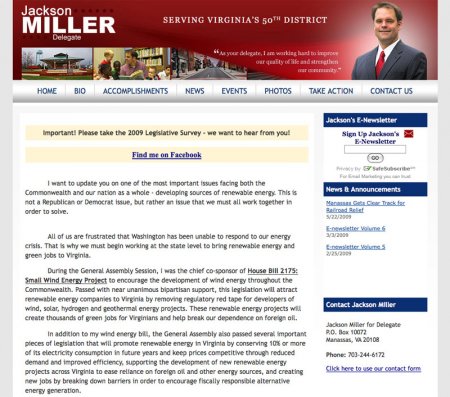 Jackson
MILLER
Delegate
SERVING VIRGINIA'S 50TH DISTRICT
"As your delegate, I am working hard to improve
our quality of life and strengthen
our community."
HOME BIO ACCOMPLISHMENTS NEWS EVENTS PHOTOS TAKE ACTION CONTACT US
Important! Please take the 2009 Legislative Survey - we want to hear from you!
Find me on Facebook
I want to update you on one of the most important issues facing both the
Commonwealth and our nation as a whole - developing sources of renewable energy. This is
not a Republican or Democrat issue, but rather an issue that we must all work together
in order to solve.
All of us are frustrated that Washington has been unable to respond to our energy
crisis. That is why we must begin working at the state level to bring renewable energy and
green jobs to Virginia.
During the General Assembly Session, I was the chief co-sponsor of House Bill 2175:
Small Wind Energy Project to encourage the development of wind energy throughout the
Commonwealth. Passed with near unanimous bipartisan support, this legislation will attract
renewable energy companies to Virginia by removing regulatory red tape for developers of
wind, solar, hydrogen and geothermal energy projects. These renewable energy projects will
create thousands of green jobs for Virginians and help break our dependence on foreign oil.
In addition to my wind energy bill, the General Assembly also passed several important
pieces of legislation that will promote renewable energy in Virginia by conserving 10% or more
of its electricity consumption in future years and keep prices competitive through reduced
demand and improved efficiency, supporting the development of new renewable energy
projects across Virginia to ease reliance on foreign oil and other energy sources, and creating
new jobs by breaking down barriers in order to encourage fiscally responsible alternative
energy generation.
Jackson's E-Newsletter
Sign Up Jackson's
E-Newsletter
GO
Privacy by SafeSubscribe
For Email Marketing you can trust
News & Announcements
Manassas Gets Clear Track for
Railroad Relief
5/22/2009
E-newsletter Volume 6
3/3/2009
E-newsletter Volume 5
2/25/2009
Contact Jackson Miller
Jackson Miller for Delegate
P.O. Box 10072
Manassas, VA 20108
Phone: 703-244-6172
Click here to use our contact form